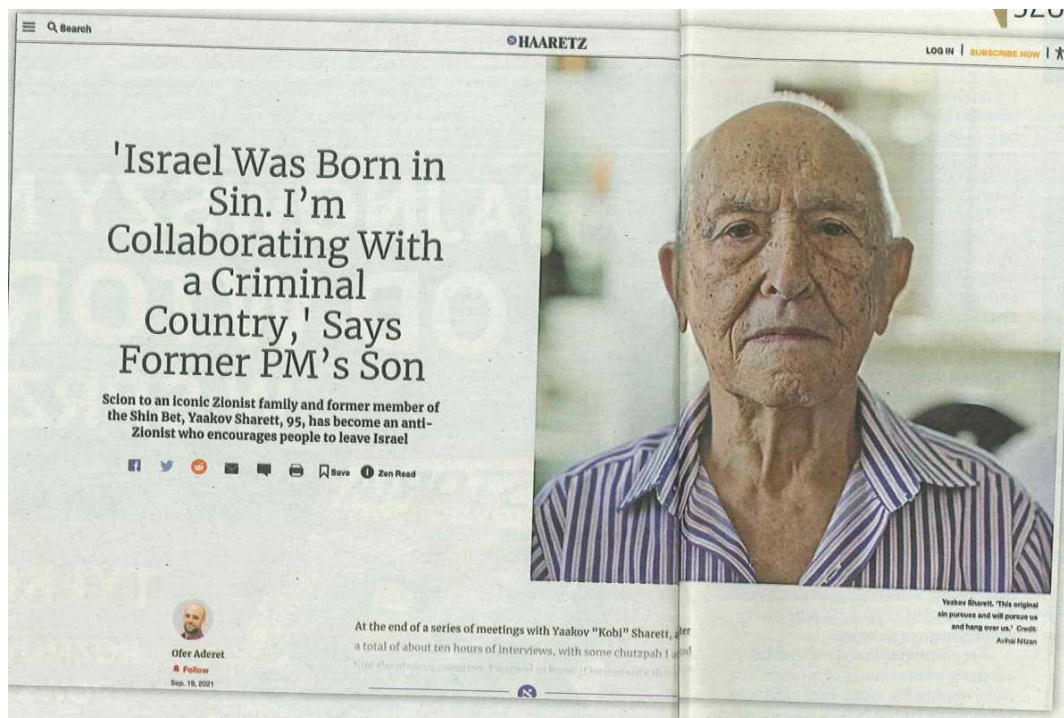 Search
HAARETZ
LOG IN | SUBSCRIBE NOW |
'Israel Was Born in
Sin. I'm
Collaborating With
a Criminal
Country,' Says
Former PM's Son
Scion to an iconic Zionist family and former member of
the Shin Bet, Yaakov Sharett, 95, has become an anti-
Zionist who encourages people to leave Israel
Save
Zen Read
Yaakov Sharett. 'This original
sin pursues and will pursue us
and hang over us.' Credit:
Avihai Nitzan
Ofer Aderet
Follow
Sep. 19, 2021
At the end of a series of meetings with Yaakov "Kobi" Sharett, after
a total of about ten hours of interviews, with some chutzpah I